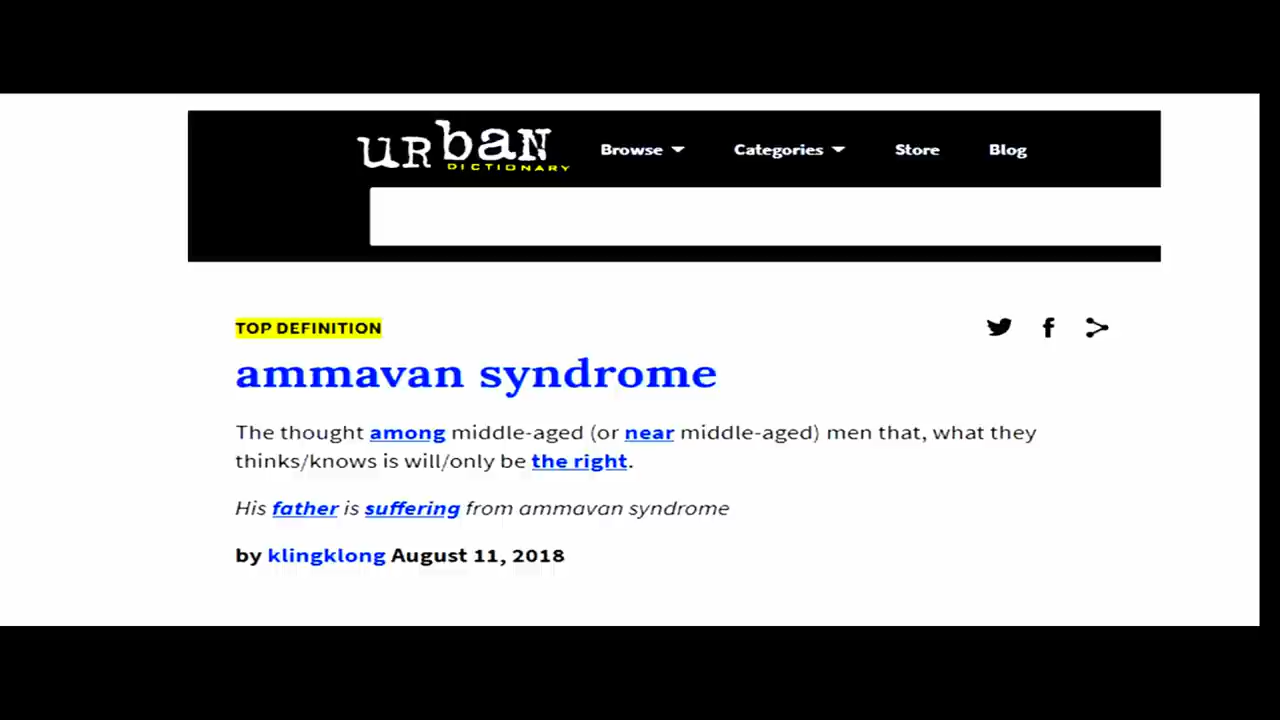 urban
DICTIONARY
Browse Categories Store Blog
TOP DEFINITION
ammavan syndrome
The thought among middle-aged (or near middle-aged) men that, what they
thinks/knows is will/only be the right.
His father is suffering from ammavan syndrome
by klingklong August 11, 2018